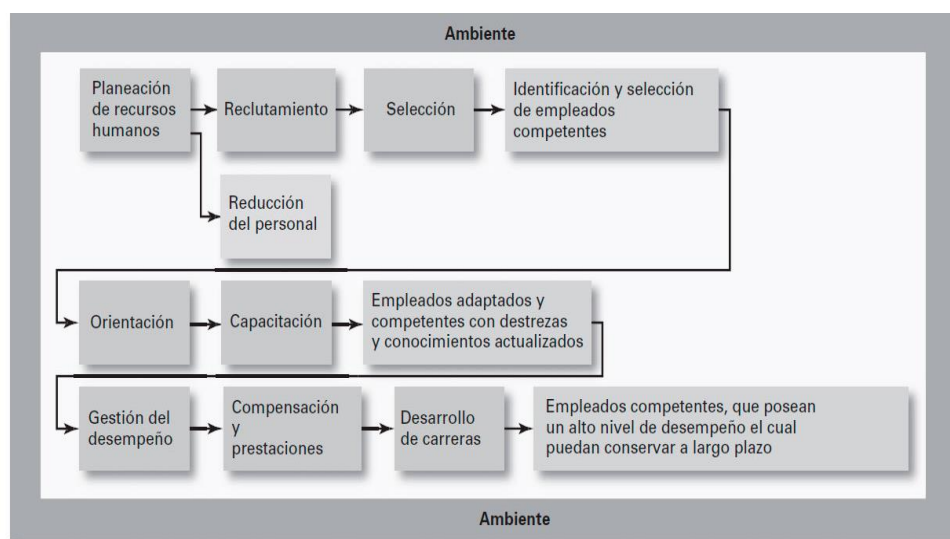 Ambiente
Planeación
de recursos
humanos
Reclutamiento
Selección
Identificación y selección
de empleados
competentes
Reducción
del personal
Orientación
Capacitación
Empleados adaptados y
competentes con destrezas
y conocimientos actualizados
Gestión del
desempeño
Compensación
y
prestaciones
Desarrollo
de carreras
Empleados competentes, que posean
un alto nivel de desempeño el cual
puedan conservar a largo plazo
Ambiente